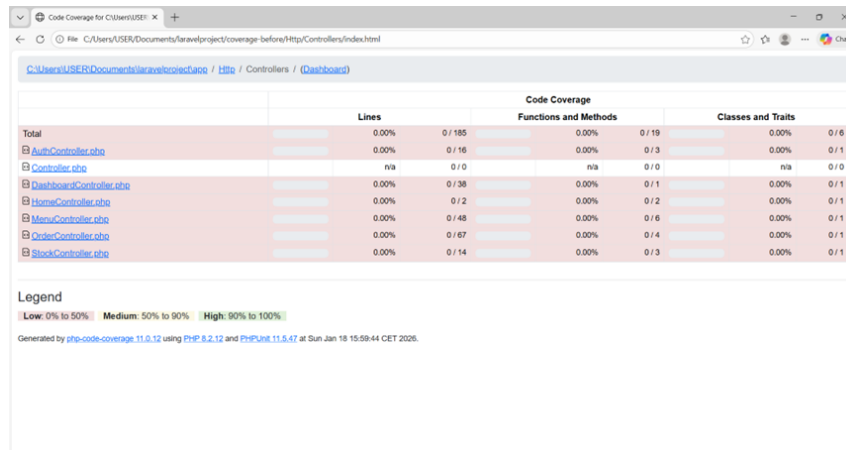 Code Coverage for C:\Users\USER\
File C:/Users/USER/Documents/laravelproject/coverage-before/Http/Controllers/index.html
C:\Users\USER\Documents\laravelproject\app / Http / Controllers / (Dashboard)
Code Coverage
Lines Functions and Methods Classes and Traits
Total 0.00% 0 / 185 0.00% 0 / 19 0.00% 0 / 6
AuthController.php 0.00% 0 / 16 0.00% 0 / 3 0.00% 0 / 1
Controller.php n/a 0 / 0 n/a 0 / 0 n/a 0 / 0
DashboardController.php 0.00% 0 / 38 0.00% 0 / 1 0.00% 0 / 1
HomeController.php 0.00% 0 / 2 0.00% 0 / 2 0.00% 0 / 1
MenuController.php 0.00% 0 / 48 0.00% 0 / 6 0.00% 0 / 1
OrderController.php 0.00% 0 / 67 0.00% 0 / 4 0.00% 0 / 1
StockController.php 0.00% 0 / 14 0.00% 0 / 3 0.00% 0 / 1
Legend
Low: 0% to 50% Medium: 50% to 90% High: 90% to 100%
Generated by php-code-coverage 11.0.12 using PHP 8.2.12 and PHPUnit 11.5.47 at Sun Jan 18 15:59:44 CET 2026.